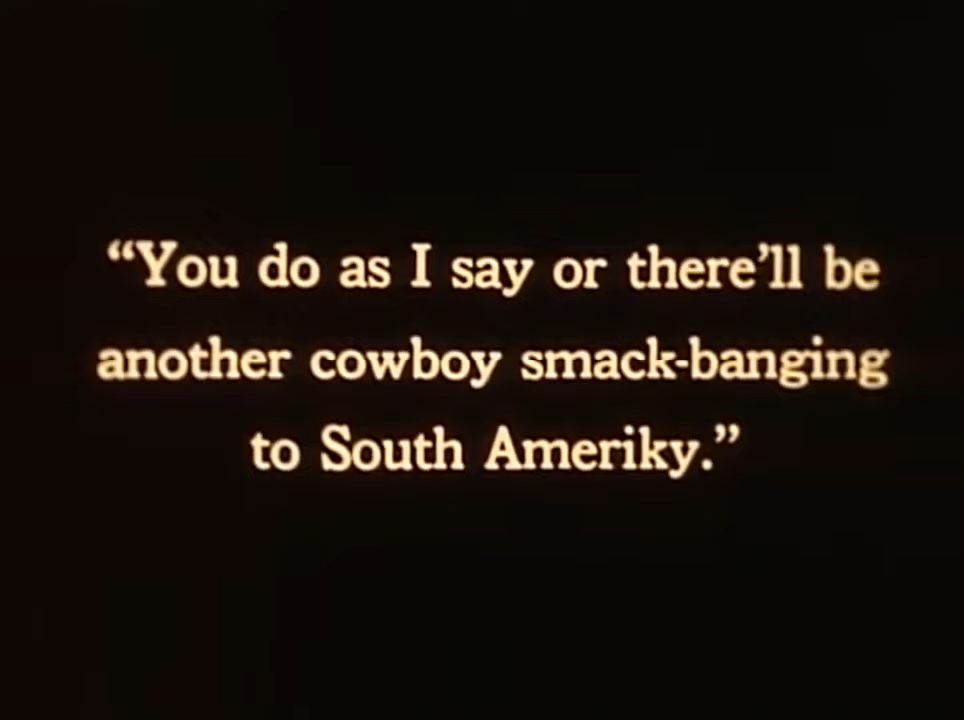 “You do as I say or there’ll be
another cowboy smack-banging
to South Ameriky.”